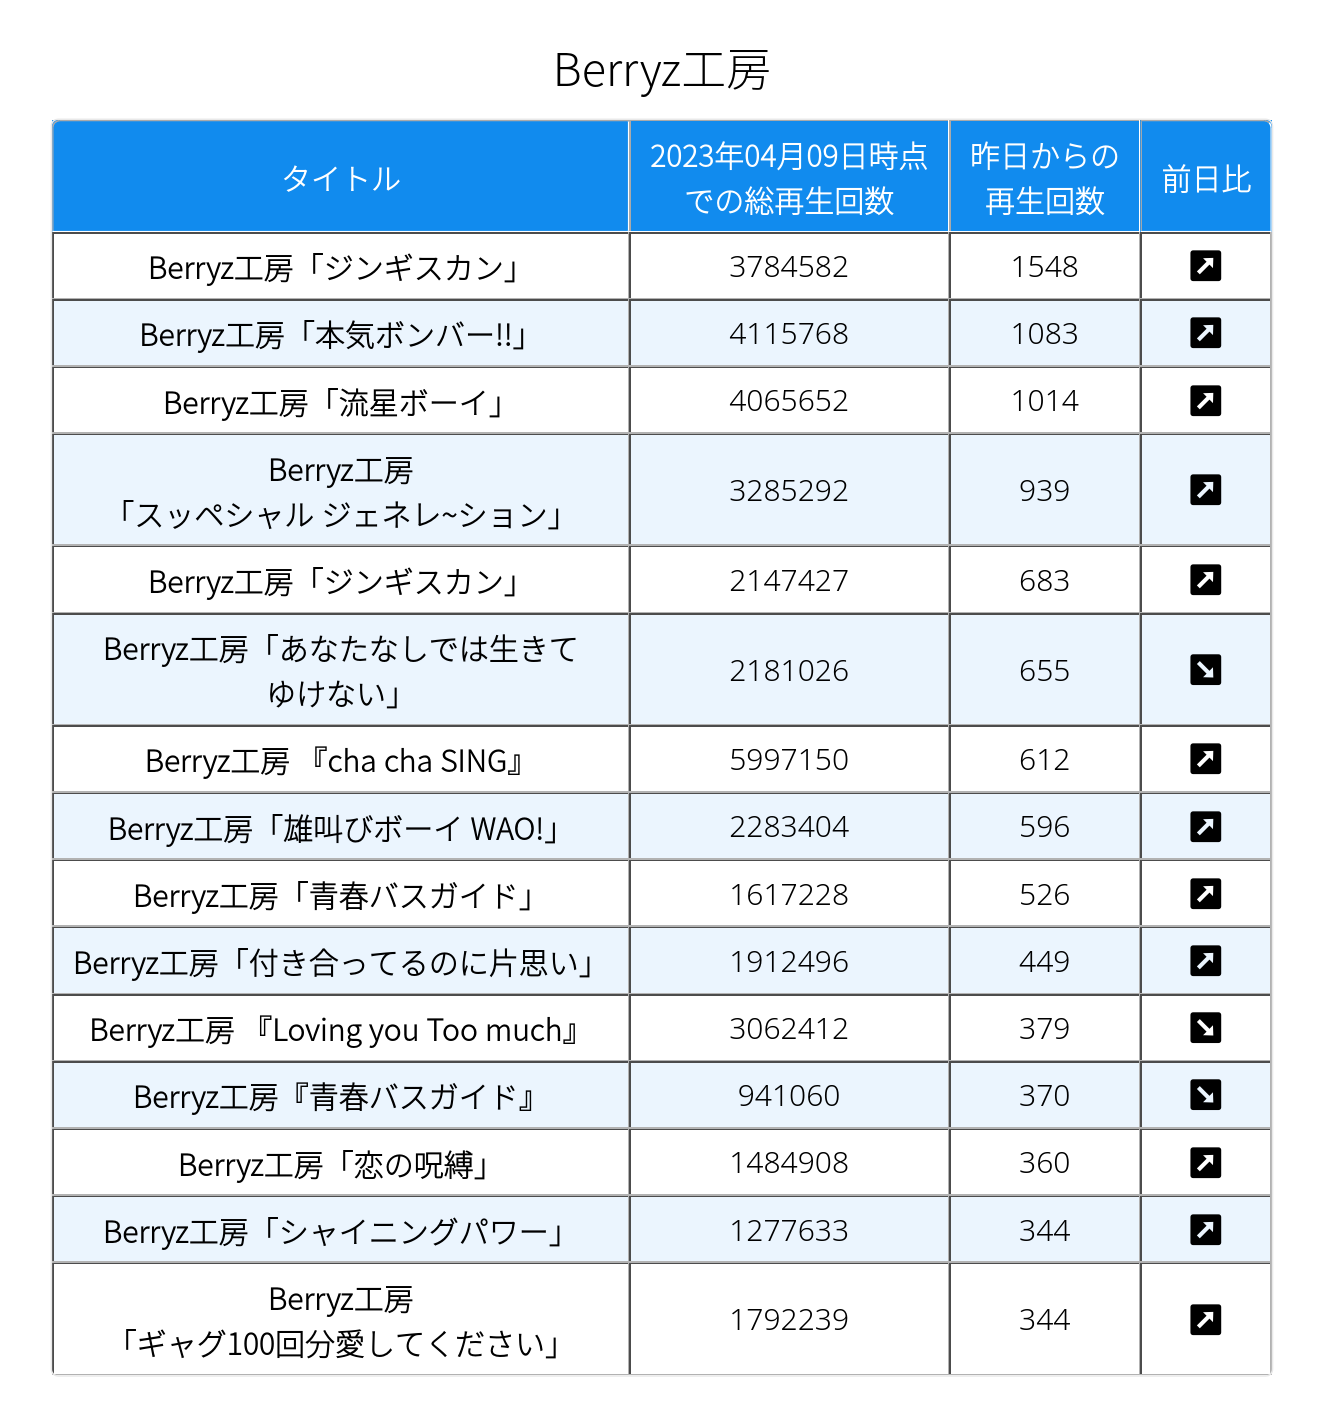 Berryz工房
タイトル
2023年04月09日時点
での総再生回数
昨日からの
再生回数
前日比
Berryz工房「ジンギスカン」 3784582 1548 ↗
Berryz工房「本気ボンバー!!」 4115768 1083 ↗
Berryz工房「流星ボーイ」 4065652 1014 ↗
Berryz工房
「スッペシャル ジェネレ~ション」 3285292 939 ↗
Berryz工房「ジンギスカン」 2147427 683 ↗
Berryz工房「あなたなしでは生きて
ゆけない」 2181026 655 ↘
Berryz工房 『cha cha SING』 5997150 612 ↗
Berryz工房「雄叫びボーイ WAO!」 2283404 596 ↗
Berryz工房「青春バスガイド」 1617228 526 ↗
Berryz工房「付き合ってるのに片思い」 1912496 449 ↗
Berryz工房 『Loving you Too much』 3062412 379 ↘
Berryz工房『青春バスガイド』 941060 370 ↘
Berryz工房「恋の呪縛」 1484908 360 ↗
Berryz工房「シャイニングパワー」 1277633 344 ↗
Berryz工房
「ギャグ100回分愛してください」 1792239 344 ↗